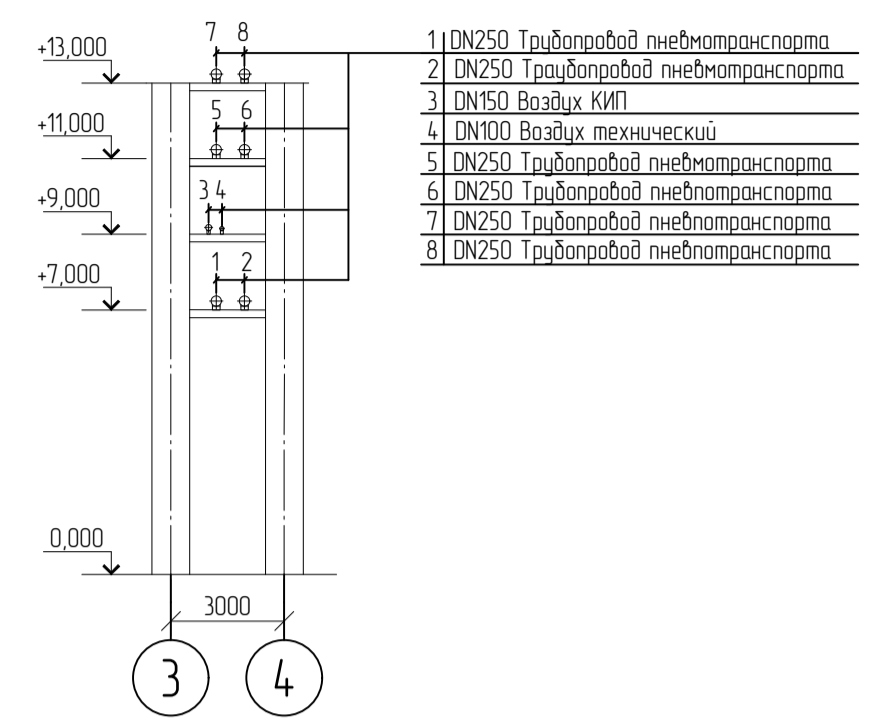 7 8
+13,000
1 DN250 Трубопровод пневмотранспорта
2 DN250 Траубопровод пневмотранспорта
3 DN150 Воздух КИП
4 DN100 Воздух технический
5 DN250 Трубопровод пневмотранспорта
6 DN250 Трубопровод пневпотранспорта
7 DN250 Трубопровод пневпотранспорта
8 DN250 Трубопровод пневпотранспорта
5 6
+11,000
3 4
+9,000
1 2
+7,000
0,000
3000
3 4